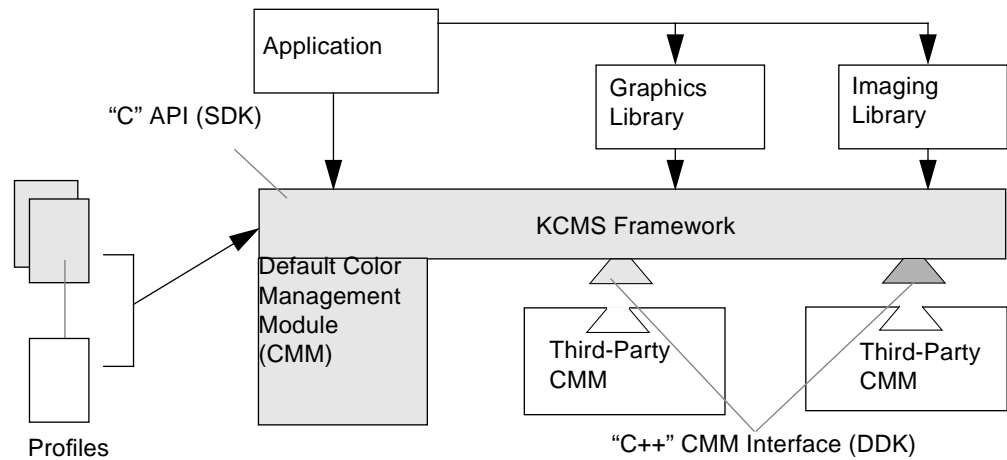 Application
Graphics
Library
Imaging
Library
“C” API (SDK)
KCMS Framework
Default Color
Management
Module
(CMM)
Third-Party
CMM
Third-Party
CMM
Profiles
“C++” CMM Interface (DDK)